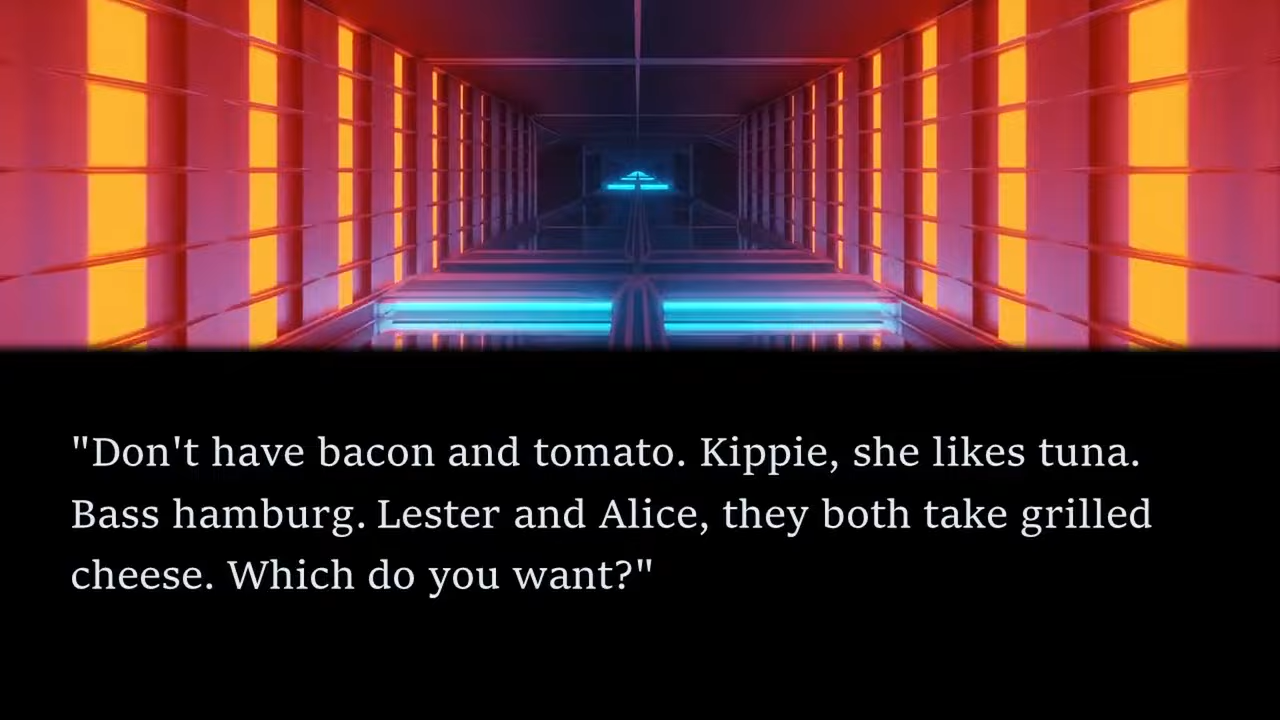 "Don't have bacon and tomato. Kippie, she likes tuna.
Bass hamburg. Lester and Alice, they both take grilled
cheese. Which do you want?"